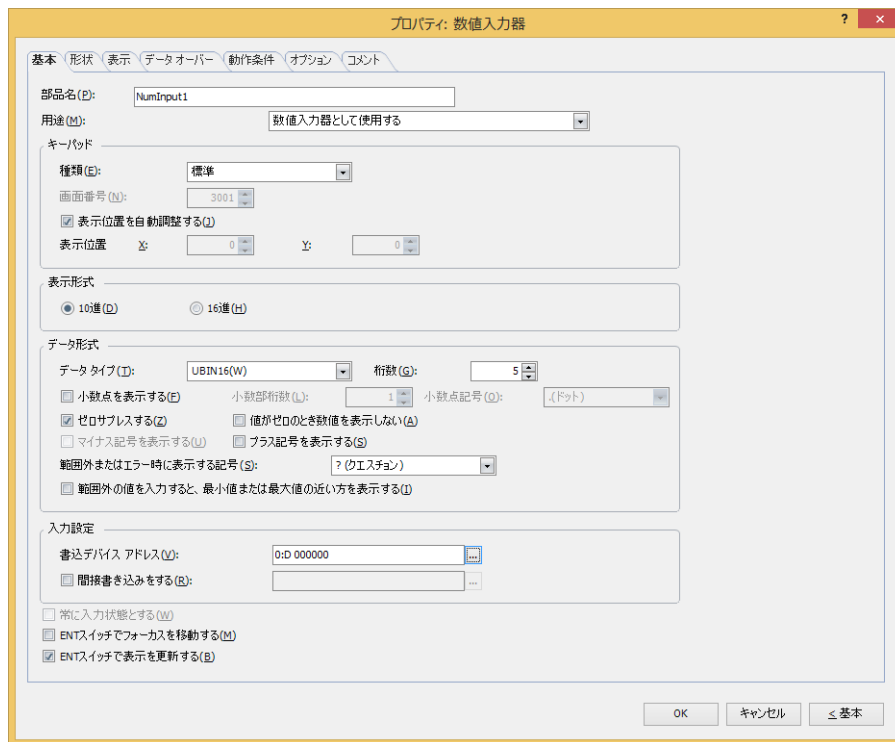 プロパティ: 数値入力器 ? ×
基本 形状 表示 データ オーバー 動作条件 オプション コメント
部品名(P): NumInput1
用途(M): 数値入力器として使用する
キーパッド
種類(E): 標準
画面番号(N): 3001
表示位置を自動調整する(J)
表示位置 X: 0 Y: 0
表示形式
10進(D) 16進(H)
データ形式
データ タイプ(T): UBIN16(W) 桁数(G): 5
小数点を表示する(F) 小数部桁数(L): 1 小数点記号(O): .(ドット)
ゼロサプレスする(Z) 値がゼロのとき数値を表示しない(A)
マイナス記号を表示する(U) プラス記号を表示する(S)
範囲外またはエラー時に表示する記号(S): ? (クエスチョン)
範囲外の値を入力すると、最小値または最大値の近い方を表示する(I)
入力設定
書込デバイス アドレス(V): 0:D 000000 ...
間接書き込みをする(R): ...
常に入力状態とする(W)
ENTスイッチでフォーカスを移動する(M)
ENTスイッチで表示を更新する(B)
OK キャンセル < 基本